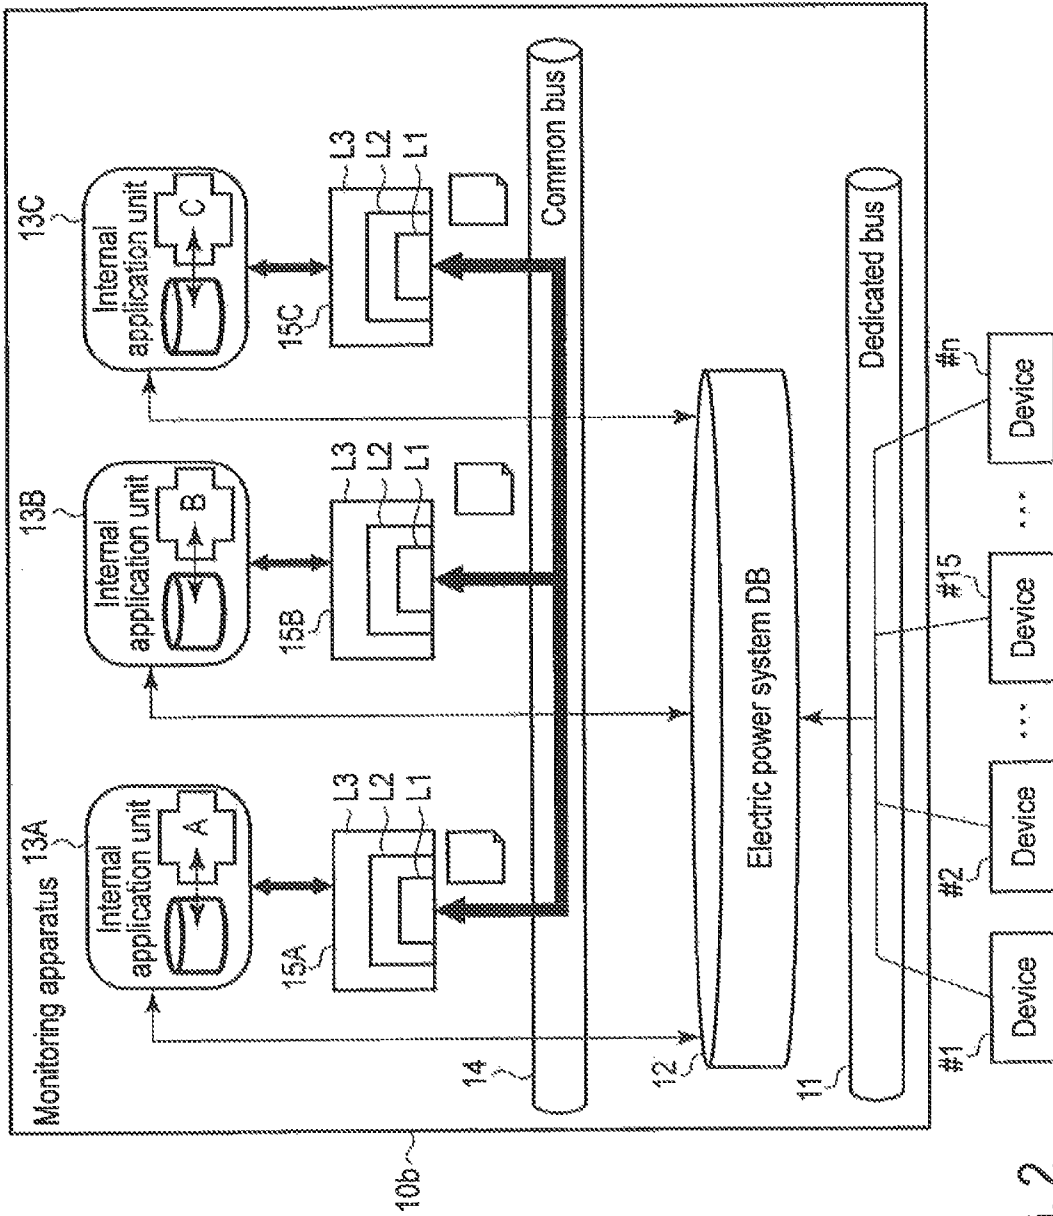 Monitoring apparatus
10b
13A
Internal
application unit
A
13B
Internal
application unit
B
13C
Internal
application unit
C
15A
L3
L2
L1
15B
L3
L2
L1
15C
L3
L2
L1
14
Common bus
12
Electric power system DB
11
Dedicated bus
#1
Device
#2
Device
...
#15
Device
...
#n
Device
2